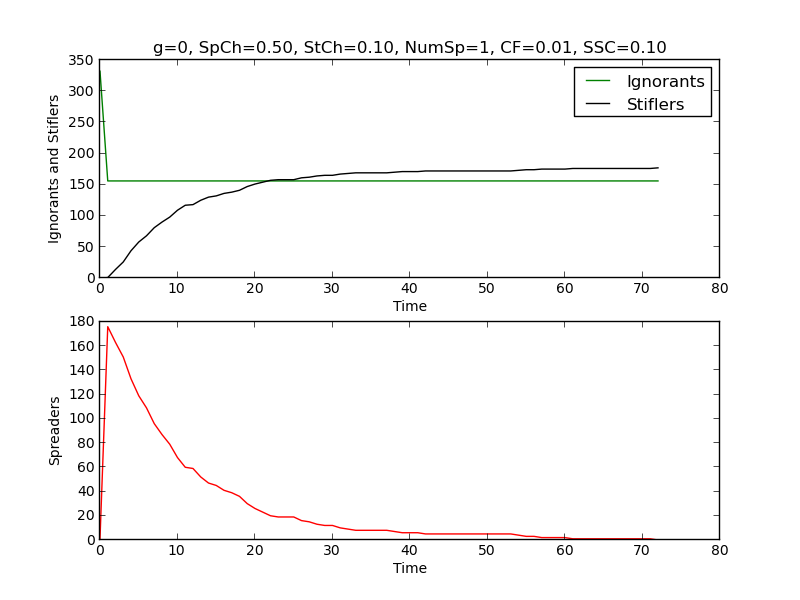 g=0, SpCh=0.50, StCh=0.10, NumSp=1, CF=0.01, SSC=0.10
350
300
250
200
150
100
50
0
Ignorants and Stiflers
Ignorants
Stiflers
0 10 20 30 40 50 60 70 80
Time
180
160
140
120
100
80
60
40
20
0
Spreaders
0 10 20 30 40 50 60 70 80
Time